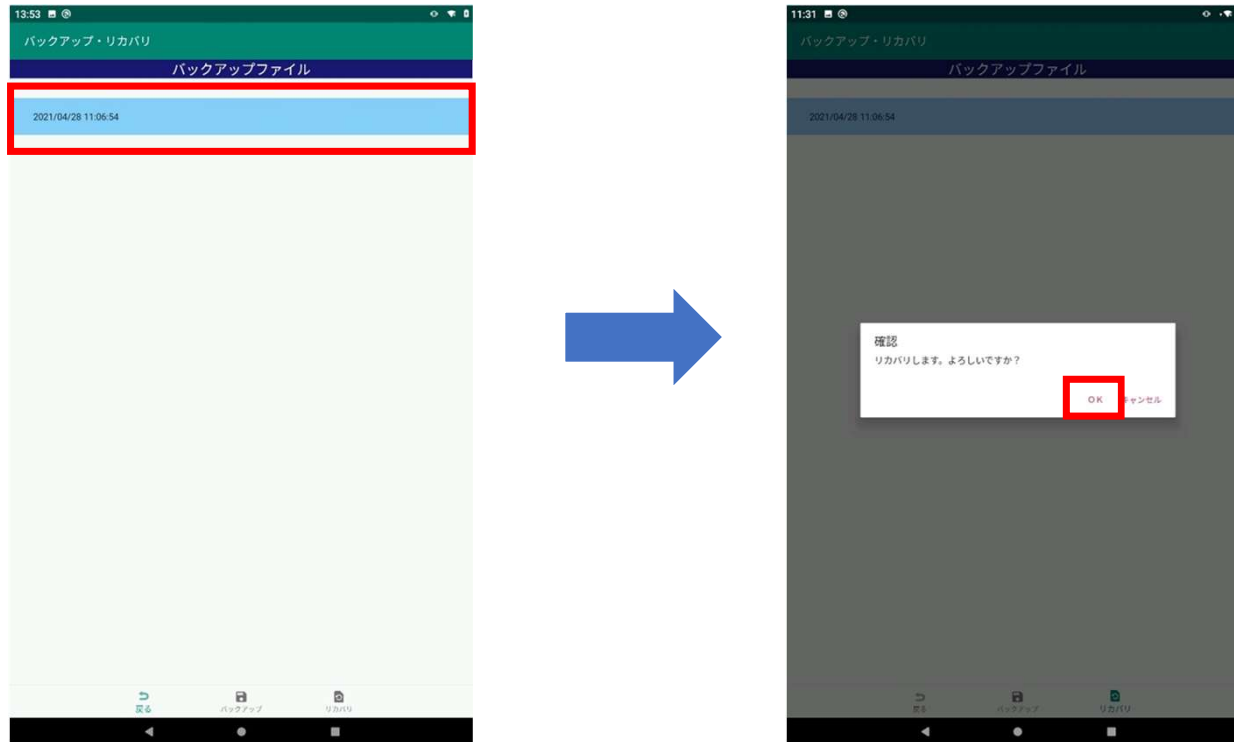 13:53
バックアップ・リカバリ
バックアップファイル
2021/04/28 11:06:54
戻る
バックアップ
リカバリ
11:31
バックアップ・リカバリ
バックアップファイル
2021/04/28 11:06:54
確認
リカバリします。よろしいですか？
OK
キャンセル
戻る
バックアップ
リカバリ